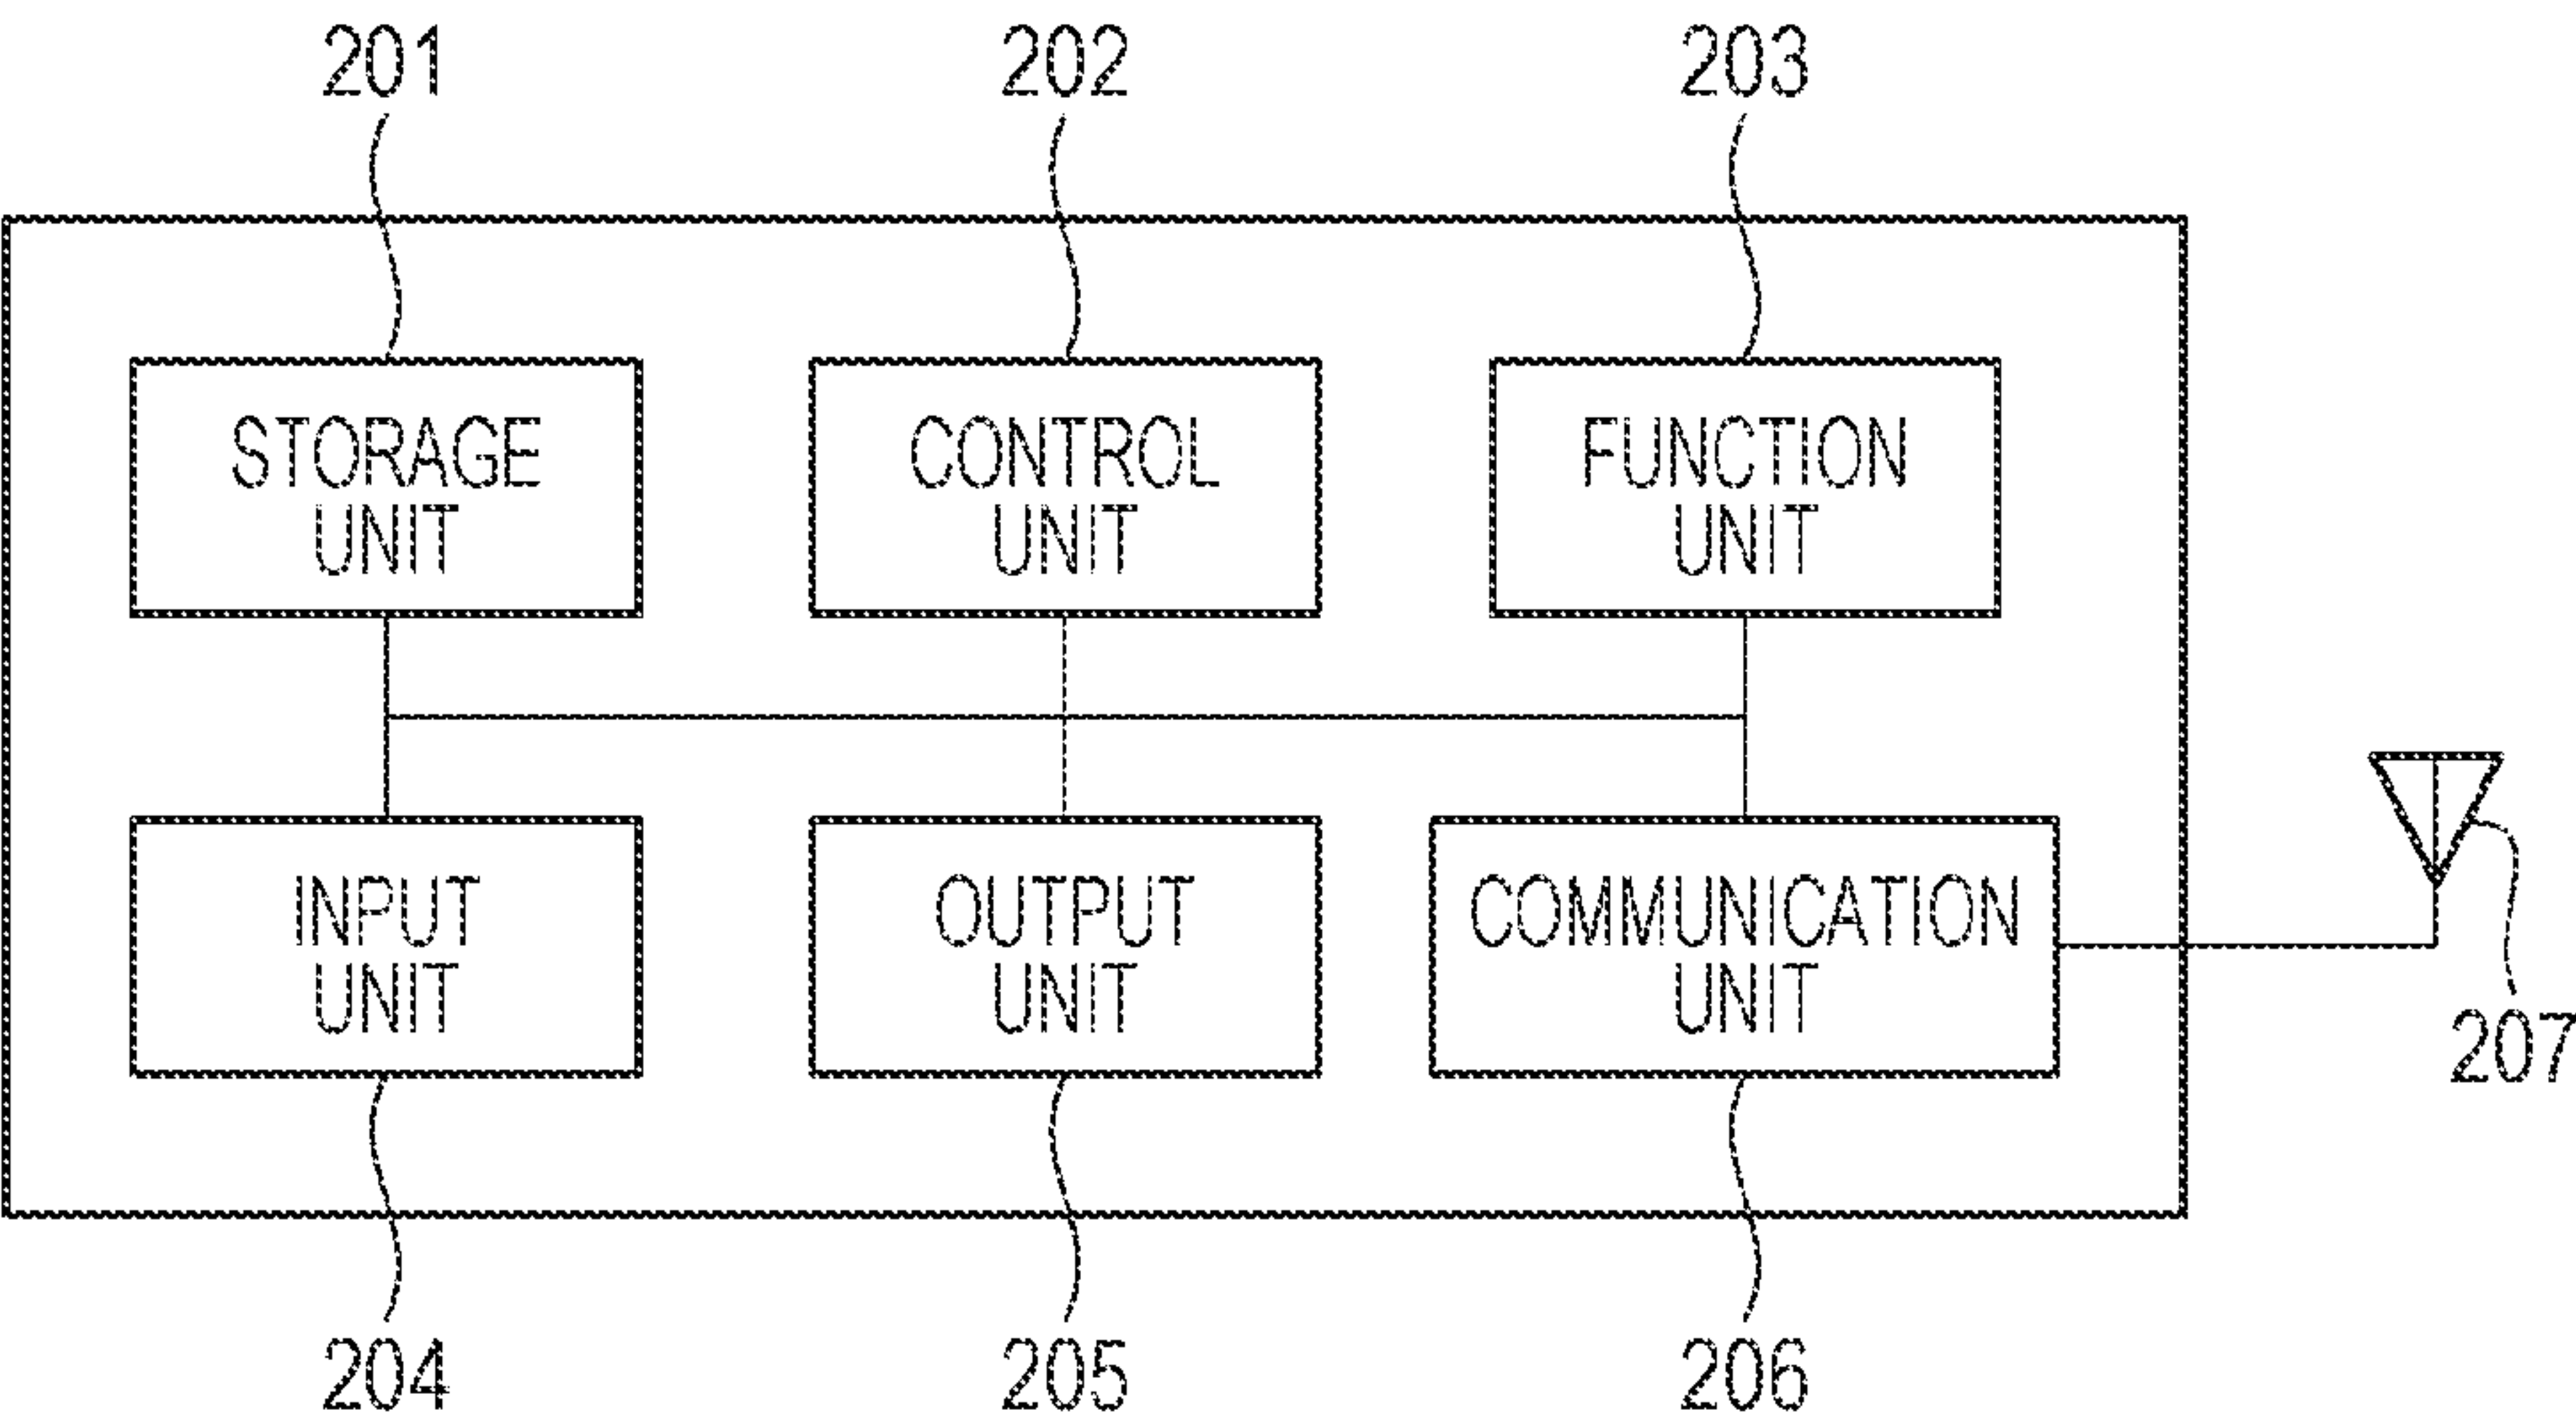 201
202
203
STORAGE
UNIT
CONTROL
UNIT
FUNCTION
UNIT
INPUT
UNIT
OUTPUT
UNIT
COMMUNICATION
UNIT
207
204
205
206